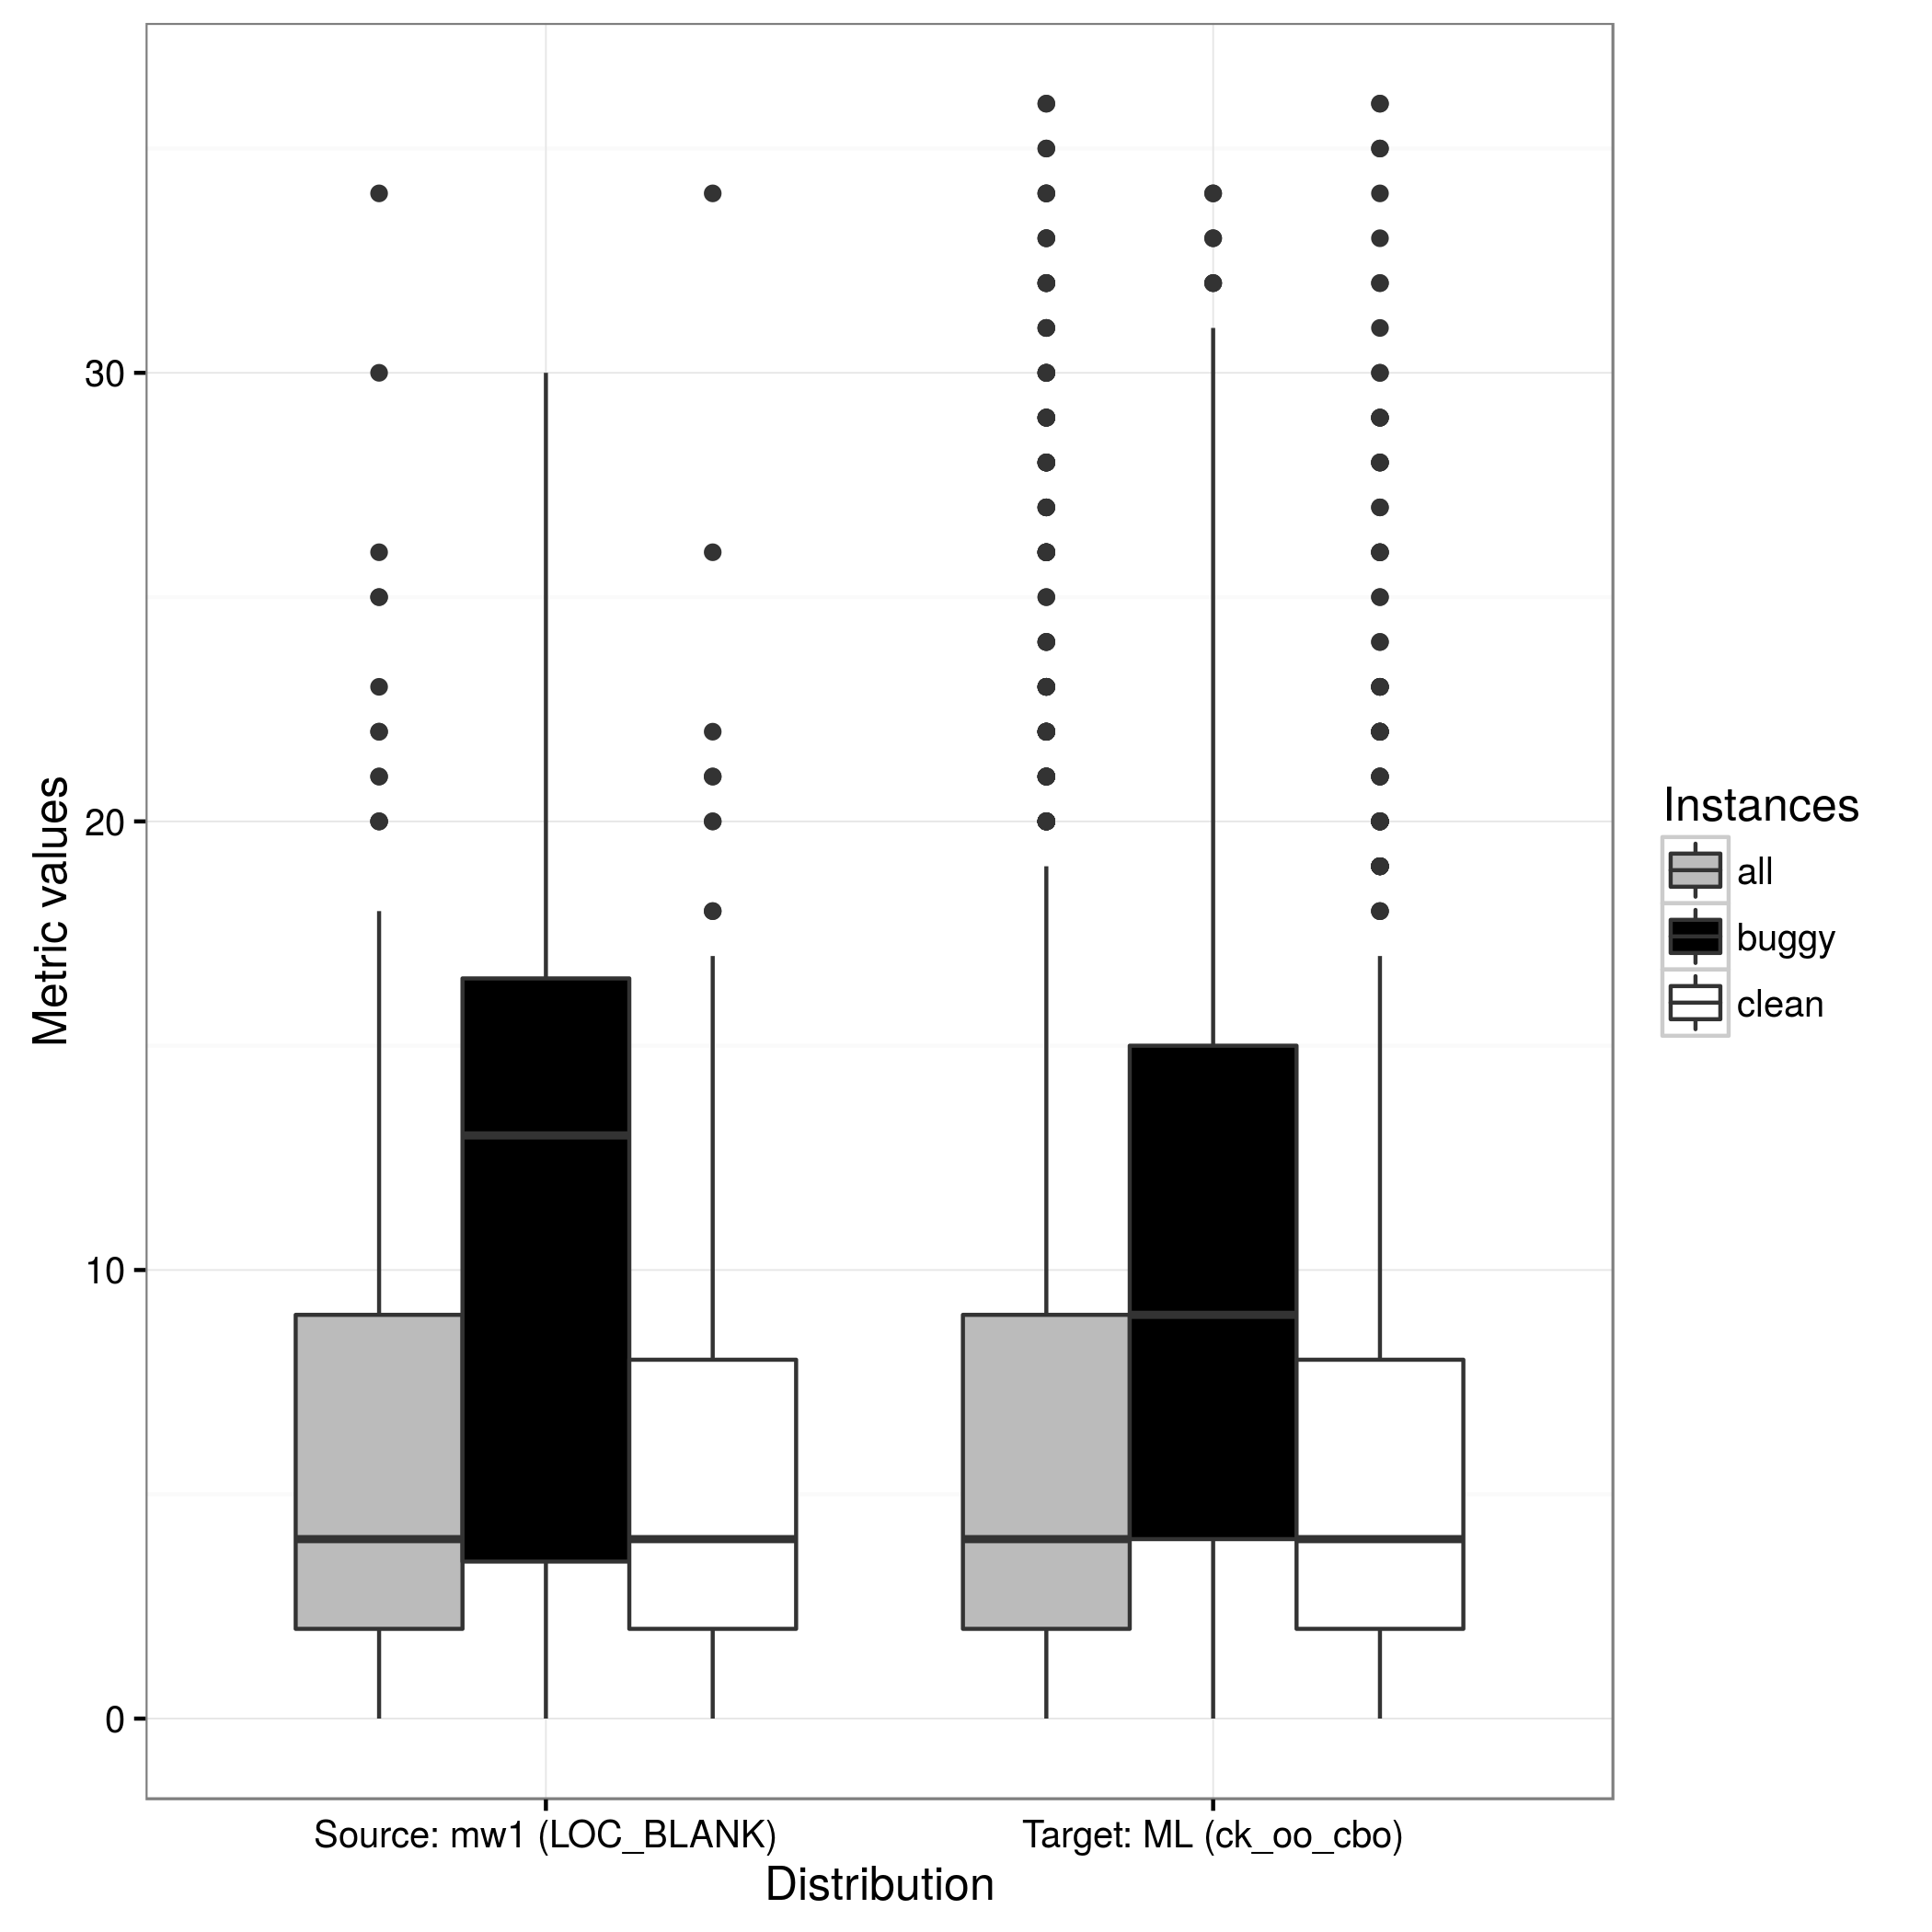 Metric values
30
20
10
0
Source: mw1 (LOC_BLANK)
Target: ML (ck_oo_cbo)
Distribution
Instances
all
buggy
clean